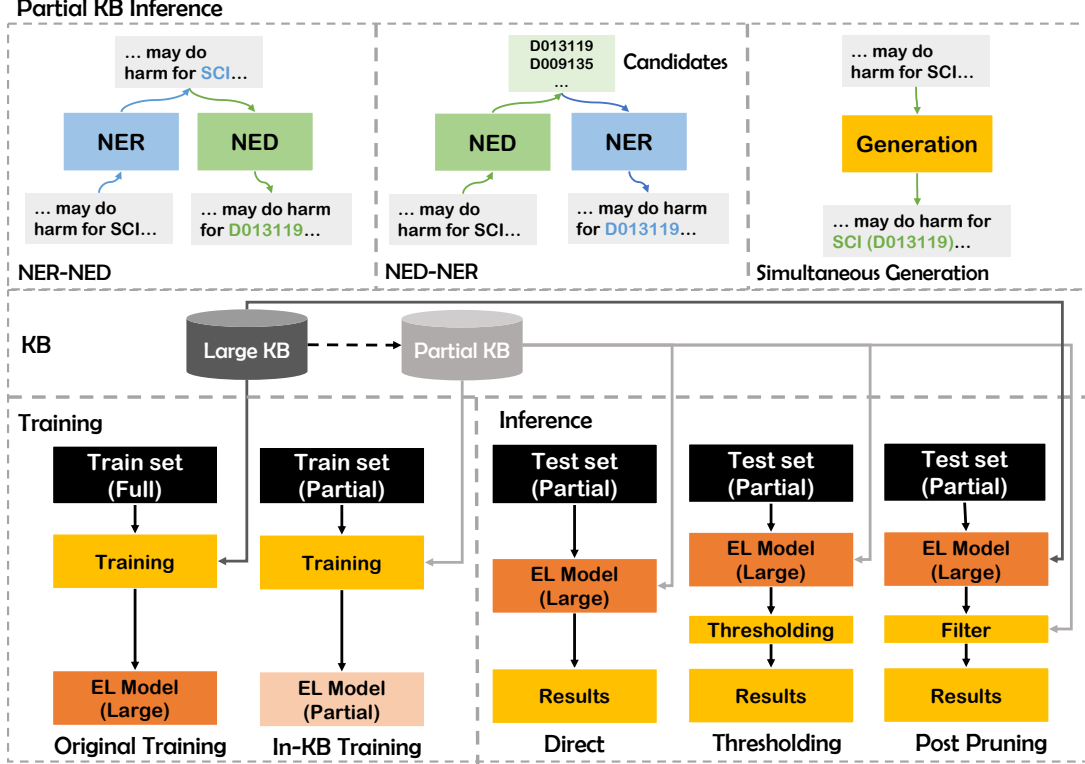 Partial KB Inference
... may do
harm for SCI...
NER
NED
... may do
harm for SCI...
... may do harm
for D013119...
NER-NED
D013119
D009135
...
Candidates
NED
NER
... may do
harm for SCI...
... may do harm
for D013119...
NED-NER
... may do
harm for SCI...
Generation
... may do harm for
SCI (D013119)...
Simultaneous Generation
KB
Large KB
Partial KB
Training
Train set
(Full)
Training
EL Model
(Large)
Original Training
Train set
(Partial)
Training
EL Model
(Partial)
In-KB Training
Inference
Test set
(Partial)
EL Model
(Large)
Results
Direct
Test set
(Partial)
EL Model
(Large)
Thresholding
Results
Thresholding
Test set
(Partial)
EL Model
(Large)
Filter
Results
Post Pruning